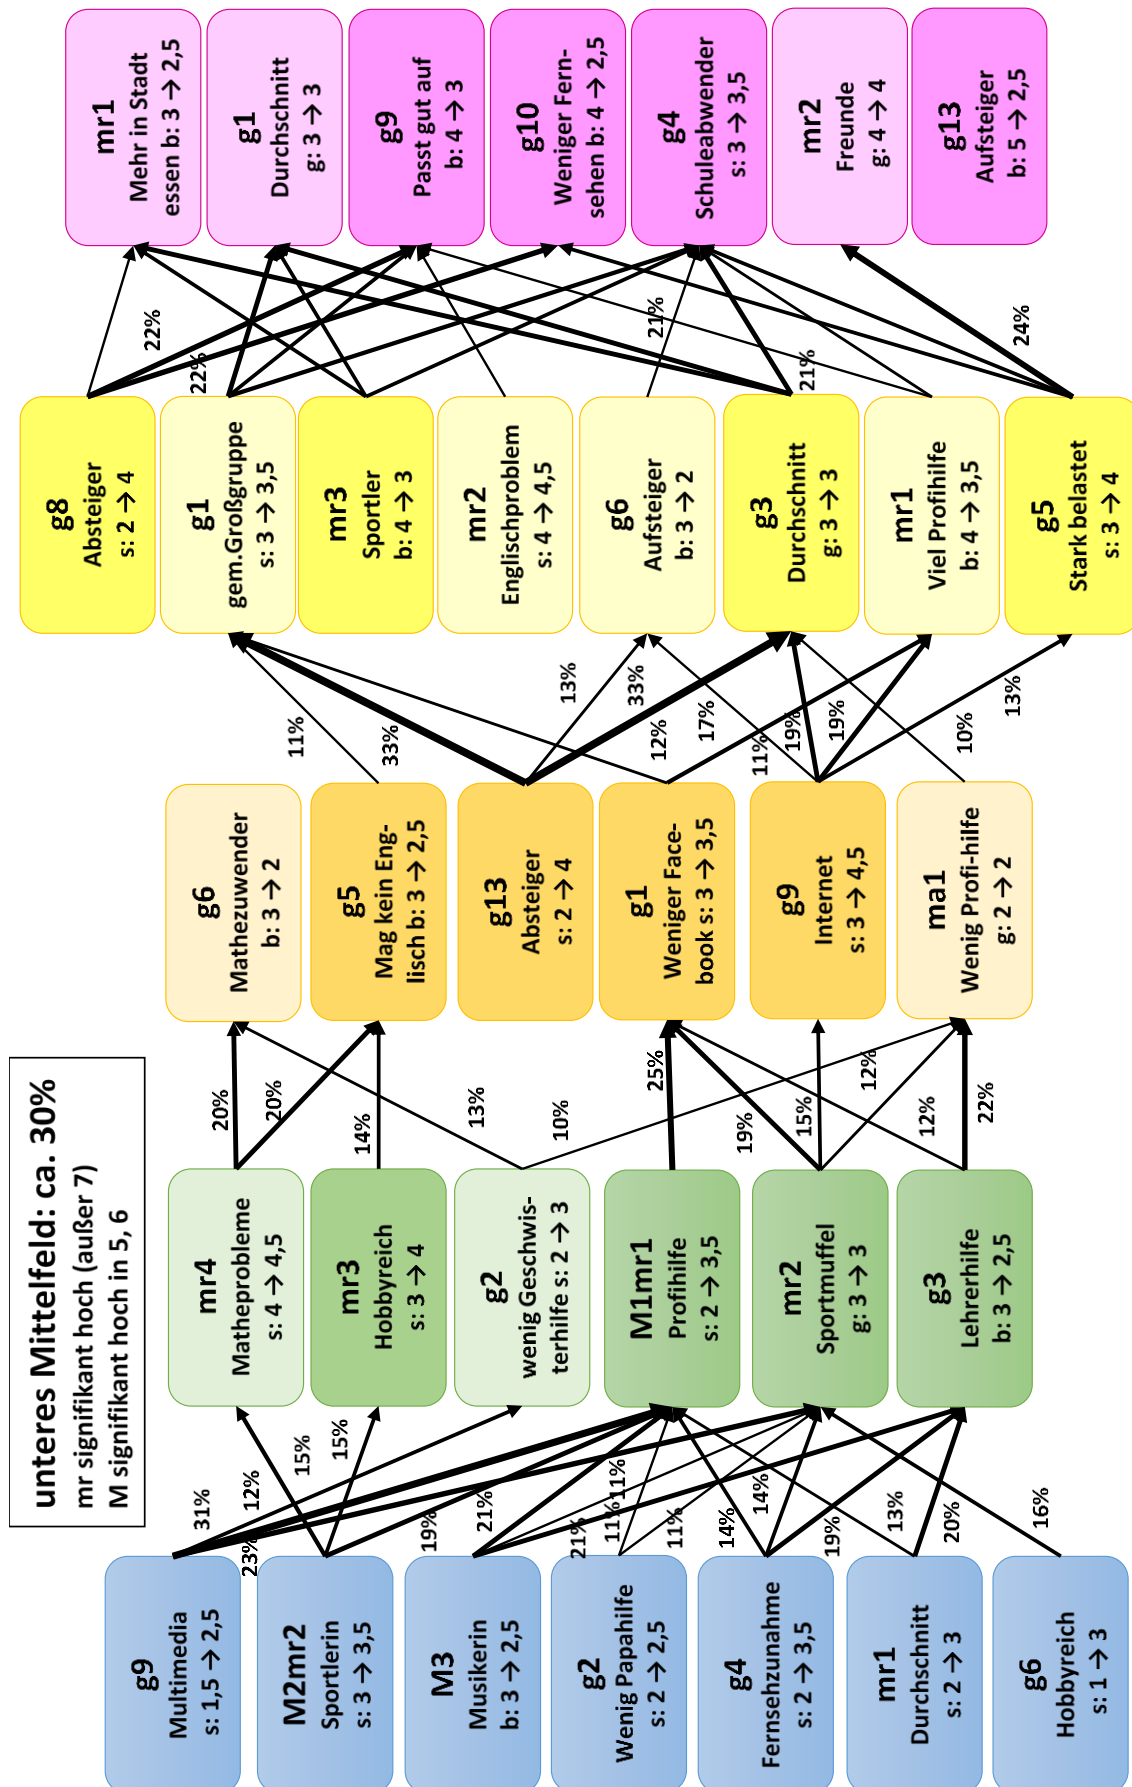 unteres Mittelfeld: ca. 30%
mr signifikant hoch (außer 7)
M signifikant hoch in 5, 6
g9
Multimedia
s: 1,5 → 2,5
M2mr2
Sportlerin
s: 3 → 3,5
M3
Musikerin
b: 3 → 2,5
g2
Wenig Papahilfe
s: 2 → 2,5
g4
Fernsehzunahme
s: 2 → 3,5
mr1
Durchschnitt
s: 2 → 3
g6
Hobbyreich
s: 1 → 3
31%
23%
12%
15%
15%
19%
21%
21%
11%
11%
11%
14%
14%
19%
13%
20%
16%
mr4
Matheprobleme
s: 4 → 4,5
mr3
Hobbyreich
s: 3 → 4
g2
wenig Geschwis-
terhilfe s: 2 → 3
M1mr1
Profihilfe
s: 2 → 3,5
mr2
Sportmuffel
g: 3 → 3
g3
Lehrerhilfe
b: 3 → 2,5
20%
20%
14%
13%
10%
25%
19%
15%
12%
12%
22%
g6
Mathezuwender
b: 3 → 2
g5
Mag kein Eng-
lisch b: 3 → 2,5
g13
Absteiger
s: 2 → 4
g1
Weniger Face-
book s: 3 → 3,5
g9
Internet
s: 3 → 4,5
ma1
Wenig Profi-hilfe
g: 2 → 2
11%
33%
13%
33%
12%
17%
11%
19%
19%
10%
13%
g8
Absteiger
s: 2 → 4
g1
gem.Großgruppe
s: 3 → 3,5
mr3
Sportler
b: 4 → 3
mr2
Englischproblem
s: 4 → 4,5
g6
Aufsteiger
b: 3 → 2
g3
Durchschnitt
g: 3 → 3
mr1
Viel Profihilfe
b: 4 → 3,5
g5
Stark belastet
s: 3 → 4
22%
22%
21%
21%
24%
mr1
Mehr in Stadt
essen b: 3 → 2,5
g1
Durchschnitt
g: 3 → 3
g9
Passt gut auf
b: 4 → 3
g10
Weniger Fern-
sehen b: 4 → 2,5
g4
Schuleabwender
s: 3 → 3,5
mr2
Freunde
g: 4 → 4
g13
Aufsteiger
b: 5 → 2,5